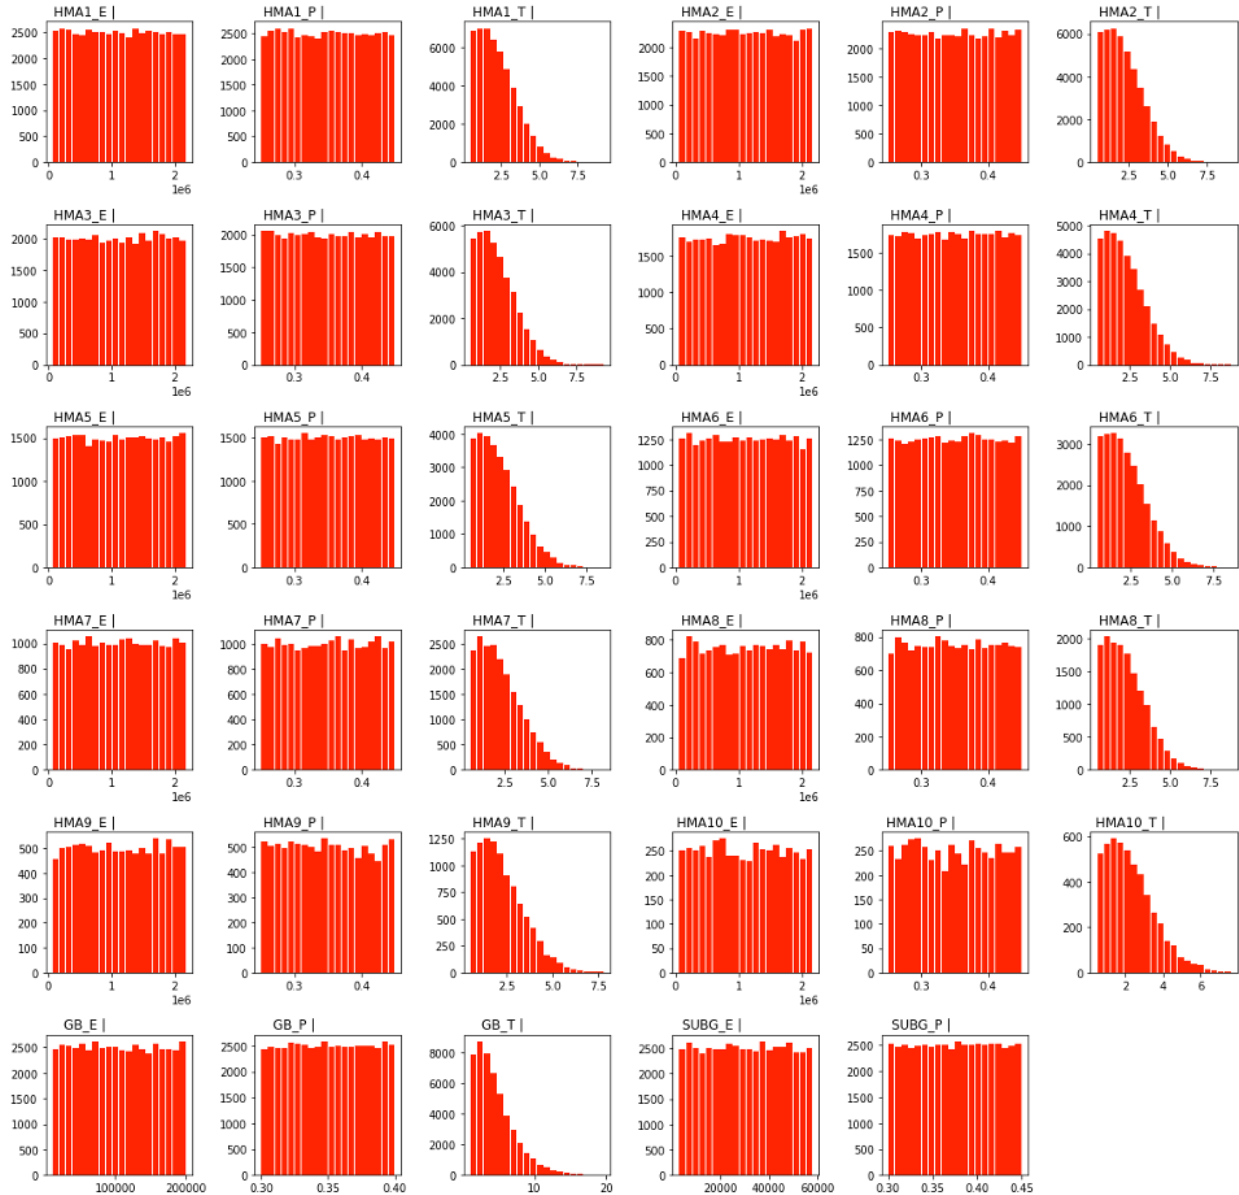 HMA1_E | HMA1_P | HMA1_T | HMA2_E | HMA2_P | HMA2_T |
2500 2500 6000 2000 2000 6000
2000 2000 1500 1500
1500 1500 4000 4000
1000 1000 2000 1000 1000 2000
500 500 500 500
0 0 0 0 0 0
0 1 2 0.3 0.4 2.5 5.0 7.5 0 1 2 0.3 0.4 2.5 5.0 7.5
1e6 1e6
HMA3_E | HMA3_P | HMA3_T | HMA4_E | HMA4_P | HMA4_T |
2000 2000 6000 1500 1500 5000
1500 1500 4000 4000
1000 1000 1000 1000 3000
500 500 2000 500 500 2000
1000
0 0 0 0 0 0
0 1 2 0.3 0.4 2.5 5.0 7.5 0 1 2 0.3 0.4 2.5 5.0 7.5
1e6 1e6
HMA5_E | HMA5_P | HMA5_T | HMA6_E | HMA6_P | HMA6_T |
1500 1500 4000 1250 1250 3000
1000 1000 3000 1000 1000 2000
2000 750 750
500 500 1000 500 500 1000
250 250
0 0 0 0 0 0
0 1 2 0.3 0.4 2.5 5.0 7.5 0 1 2 0.3 0.4 2.5 5.0 7.5
1e6 1e6
HMA7_E | HMA7_P | HMA7_T | HMA8_E | HMA8_P | HMA8_T |
1000 1000 2500 800 800 2000
800 800 2000 600 600 1500
600 600 1500 400 400 1000
400 400 1000
200 200 500 200 200 500
0 0 0 0 0 0
0 1 2 0.3 0.4 2.5 5.0 7.5 0 1 2 0.3 0.4 2.5 5.0 7.5
1e6 1e6
HMA9_E | HMA9_P | HMA9_T | HMA10_E | HMA10_P | HMA10_T |
500 500 1250 250 250 600
400 400 1000 200 200
300 300 750 150 150 400
200 200 500 100 100 200
100 100 250 50 50
0 0 0 0 0 0
0 1 2 0.3 0.4 2.5 5.0 7.5 0 1 2 0.3 0.4 2 4 6
1e6 1e6
GB_E | GB_P | GB_T | SUBG_E | SUBG_P |
2500 2500 8000 2500 2500
2000 2000 6000 2000 2000
1500 1500 4000 1500 1500
1000 1000 1000 1000
500 500 2000 500 500
0 0 0 0 0
100000 200000 0.30 0.35 0.40 10 20 20000 40000 60000 0.30 0.35 0.40 0.45